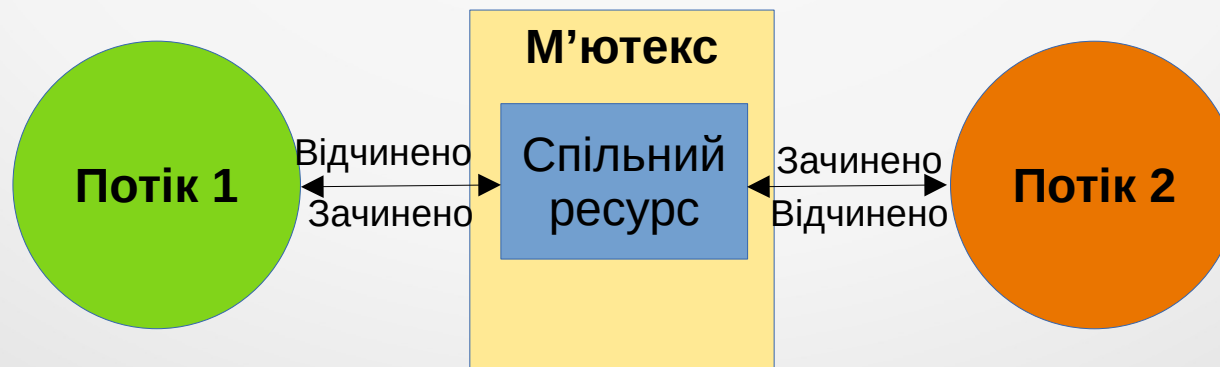 М’ютекс
Потік 1
Відчинено
Зачинено
Спільний
ресурс
Зачинено
Відчинено
Потік 2